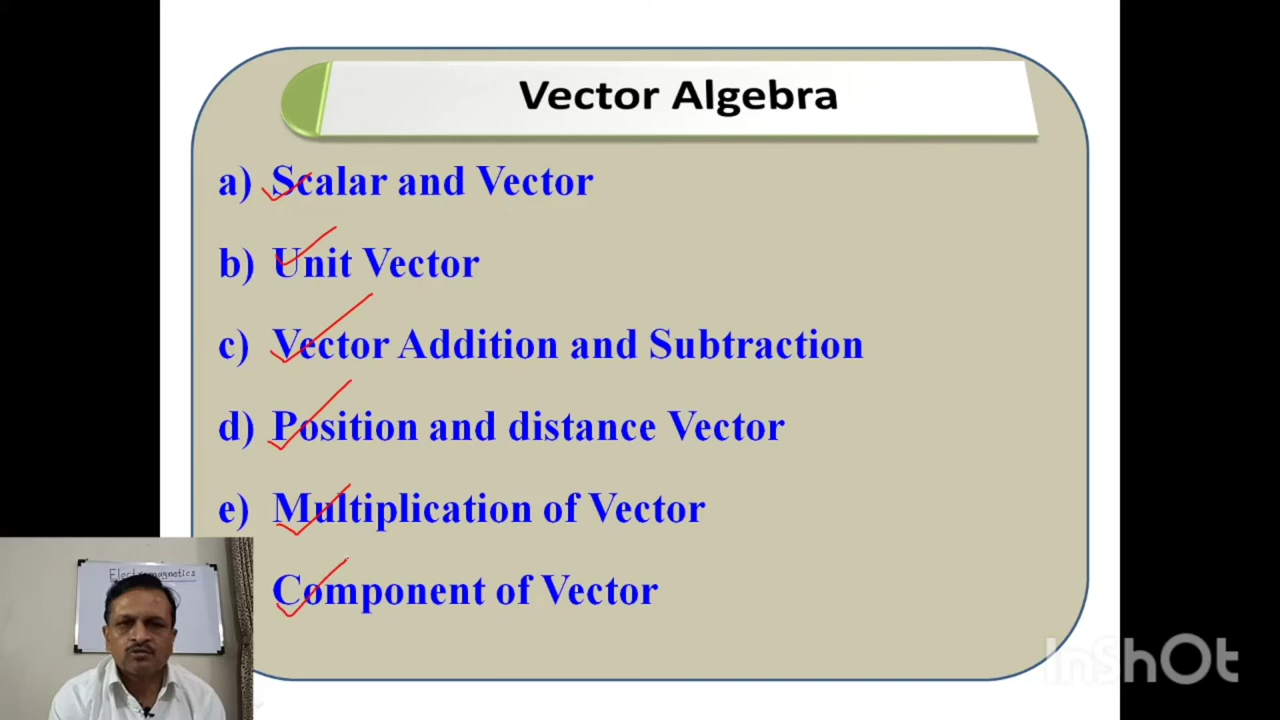 Vector Algebra
a) Scalar and Vector
b) Unit Vector
c) Vector Addition and Subtraction
d) Position and distance Vector
e) Multiplication of Vector
Component of Vector
Electromagnetics
InShOt